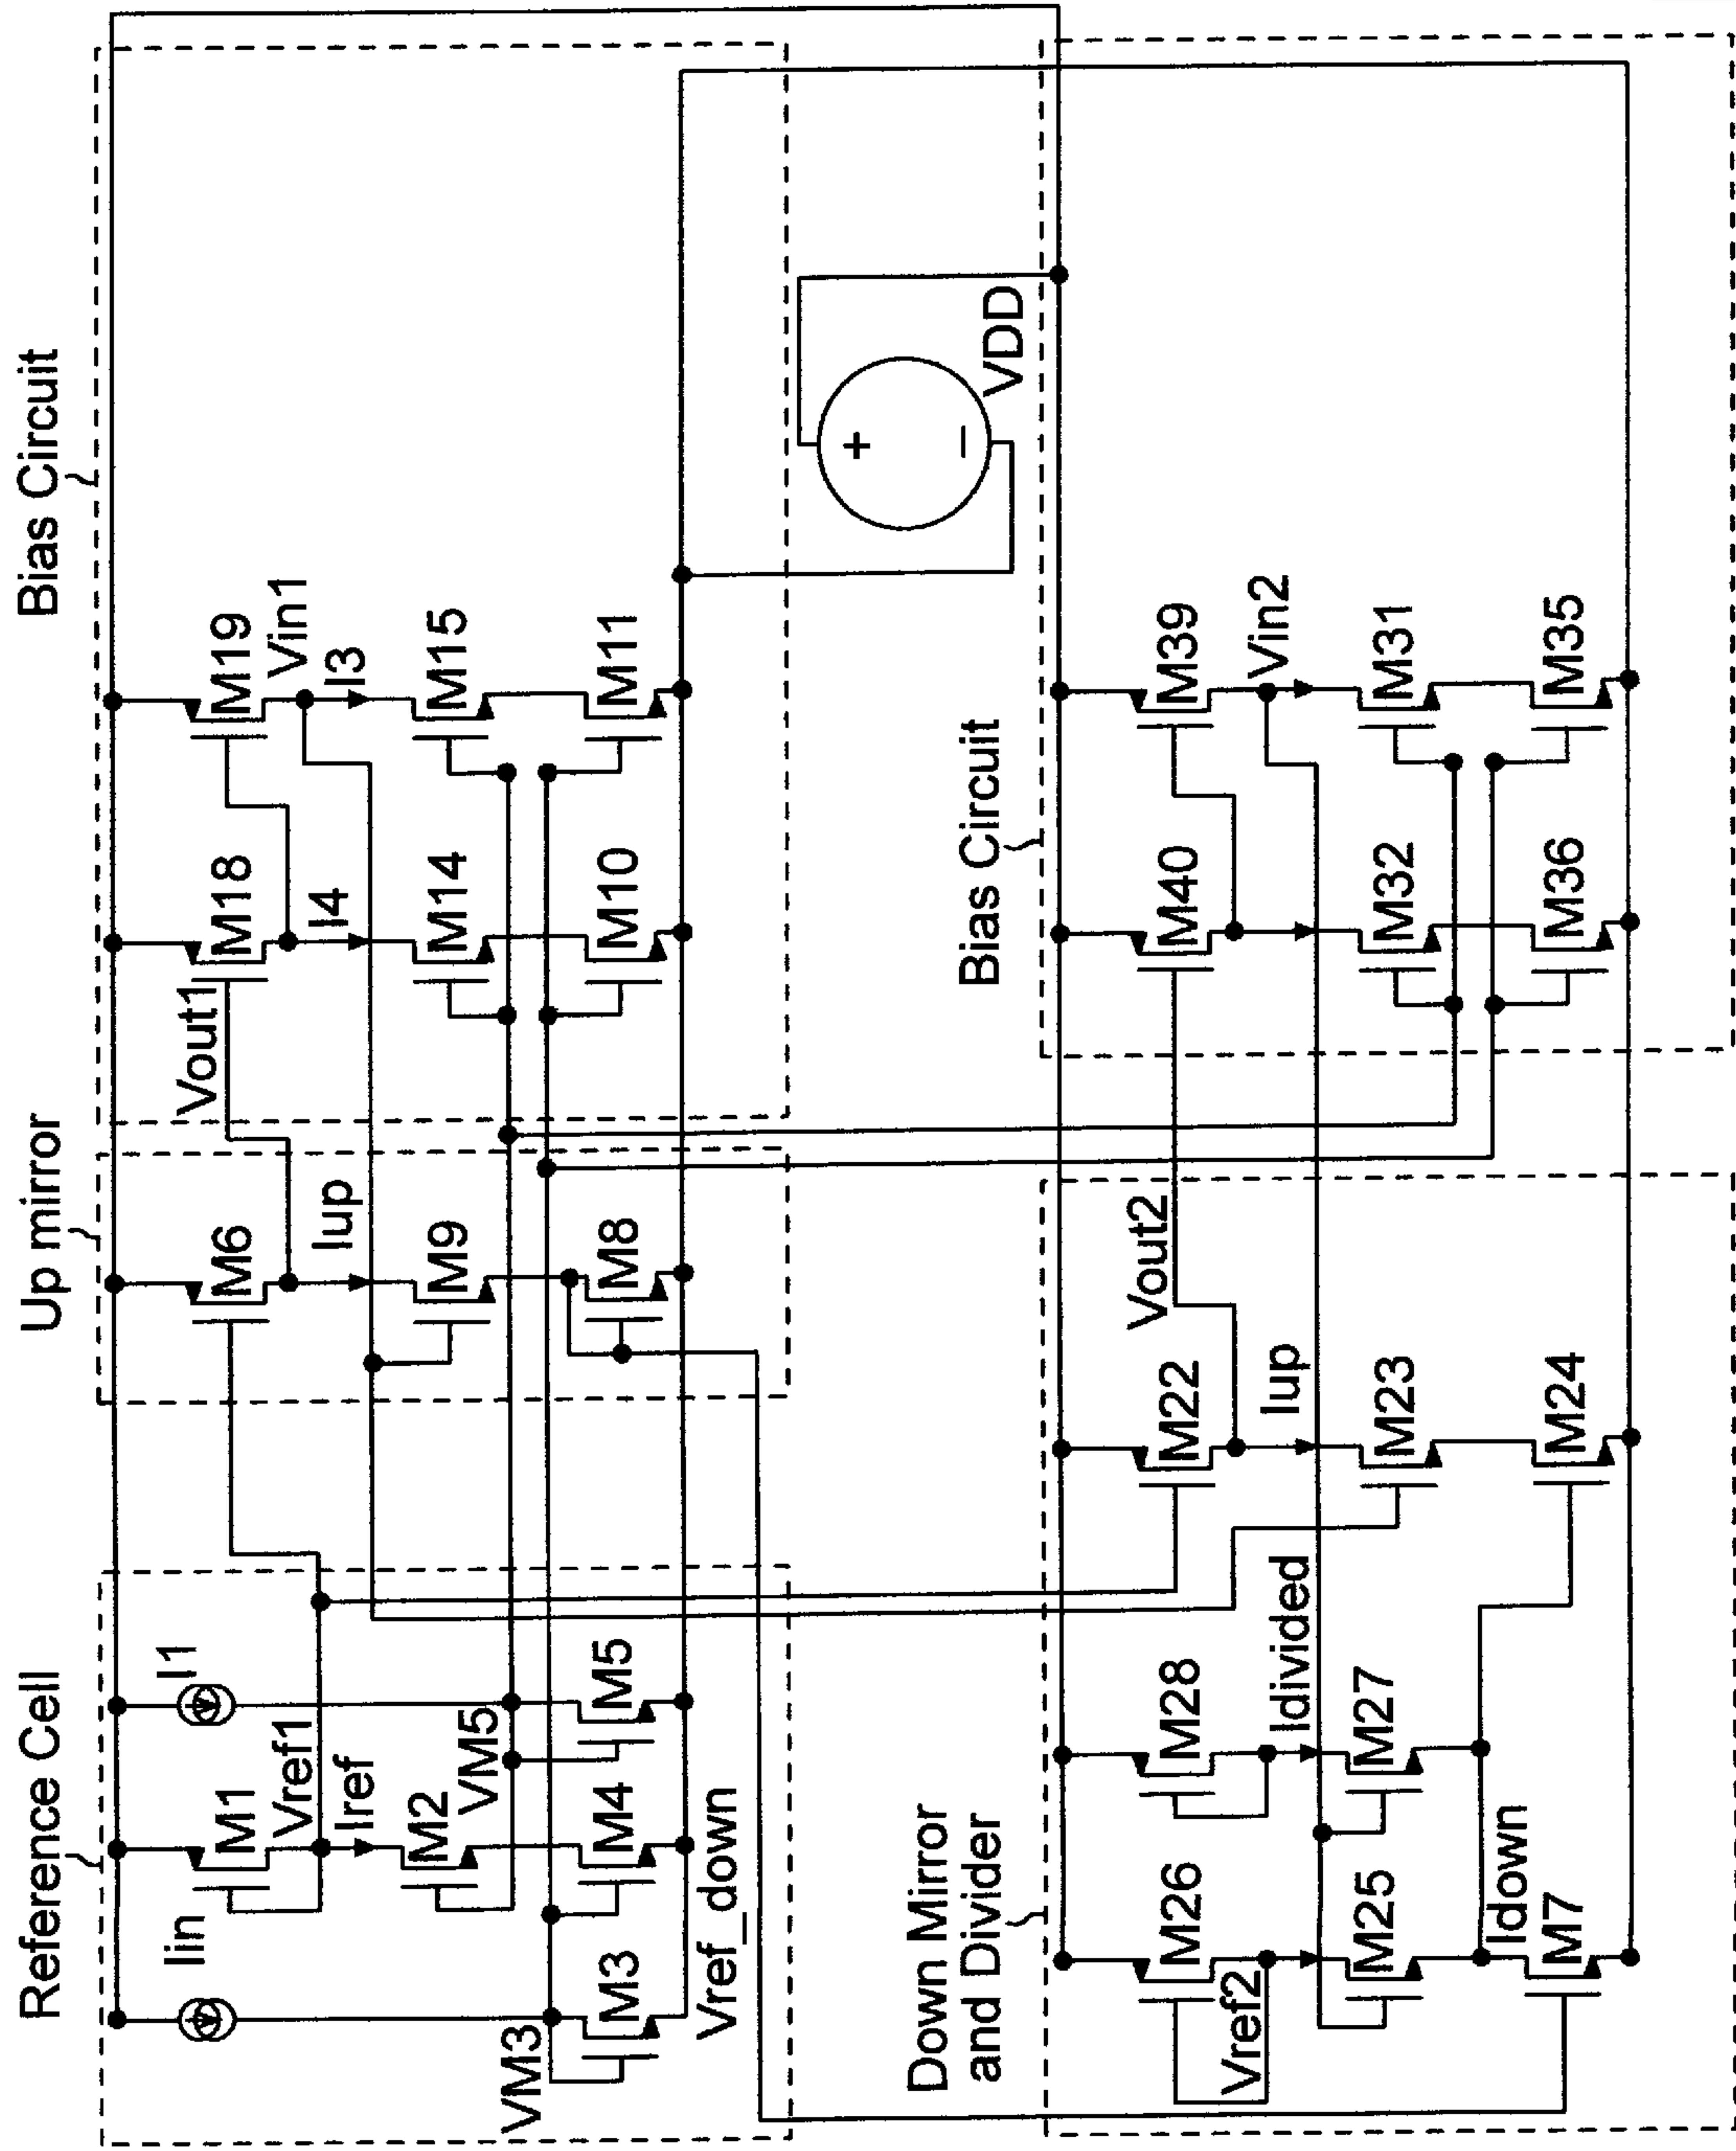 Reference Cell
Up mirror
Bias Circuit
Iin
M1
I1
M6
Vout1
M18
M19
Vref1
Iref
Iup
I4
Vin1
I3
M2
VM5
M9
M14
M15
VM3
M3
M4
M5
M8
M10
M11
Vref_down
VDD
+
−
Down Mirror
and Divider
Bias Circuit
M26
M28
M22
Vout2
M40
M39
Vref2
Idivided
Iup
Vin2
M25
M27
M23
M32
M31
Idown
M7
M24
M36
M35